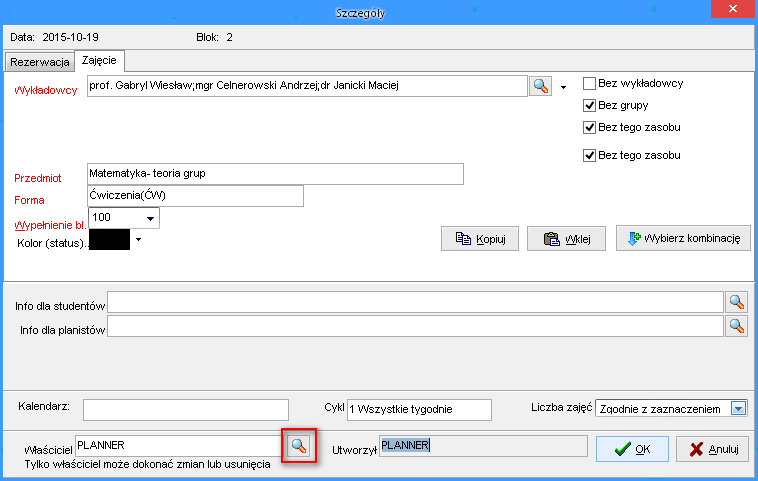 Szczegóły
Data: 2015-10-19 Blok: 2
Rezerwacja Zajęcie
Wykładowcy prof. Gabryl Wiesław;mgr Celnerowski Andrzej;dr Janicki Maciej Bez wykładowcy
Bez grupy
Bez tego zasobu
Bez tego zasobu
Przedmiot Matematyka- teoria grup
Forma Ćwiczenia(ĆW)
Wypełnienie bl. 100
Kolor (status).. Kopiuj Wklej Wybierz kombinację
Info dla studentów
Info dla planistów
Kalendarz: Cykl 1 Wszystkie tygodnie Liczba zajęć Zgodnie z zaznaczeniem
Właściciel PLANNER Utworzył PLANNER OK Anuluj
Tylko właściciel może dokonać zmian lub usunięcia